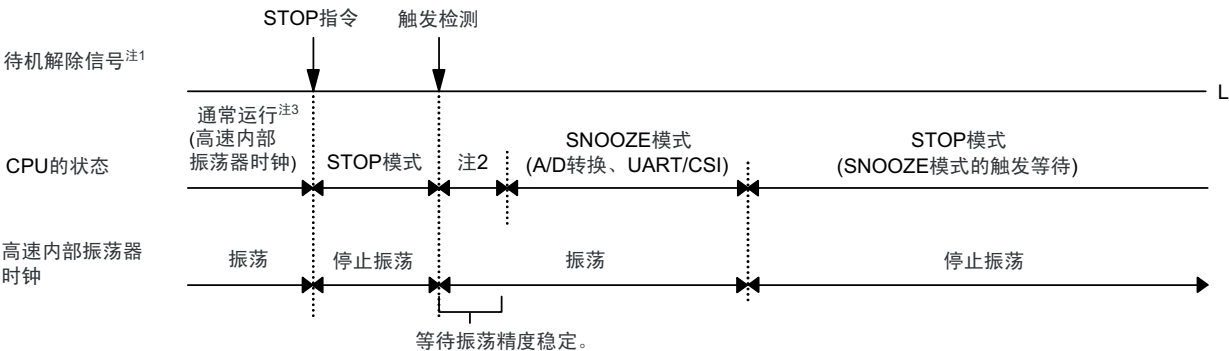 STOP指令
触发检测
待机解除信号注1
L
通常运行注3
(高速内部
振荡器时钟)
CPU的状态
STOP模式
注2
SNOOZE模式
(A/D转换、UART/CSI)
STOP模式
(SNOOZE模式的触发等待)
高速内部振荡器
时钟
振荡
停止振荡
振荡
停止振荡
等待振荡精度稳定。